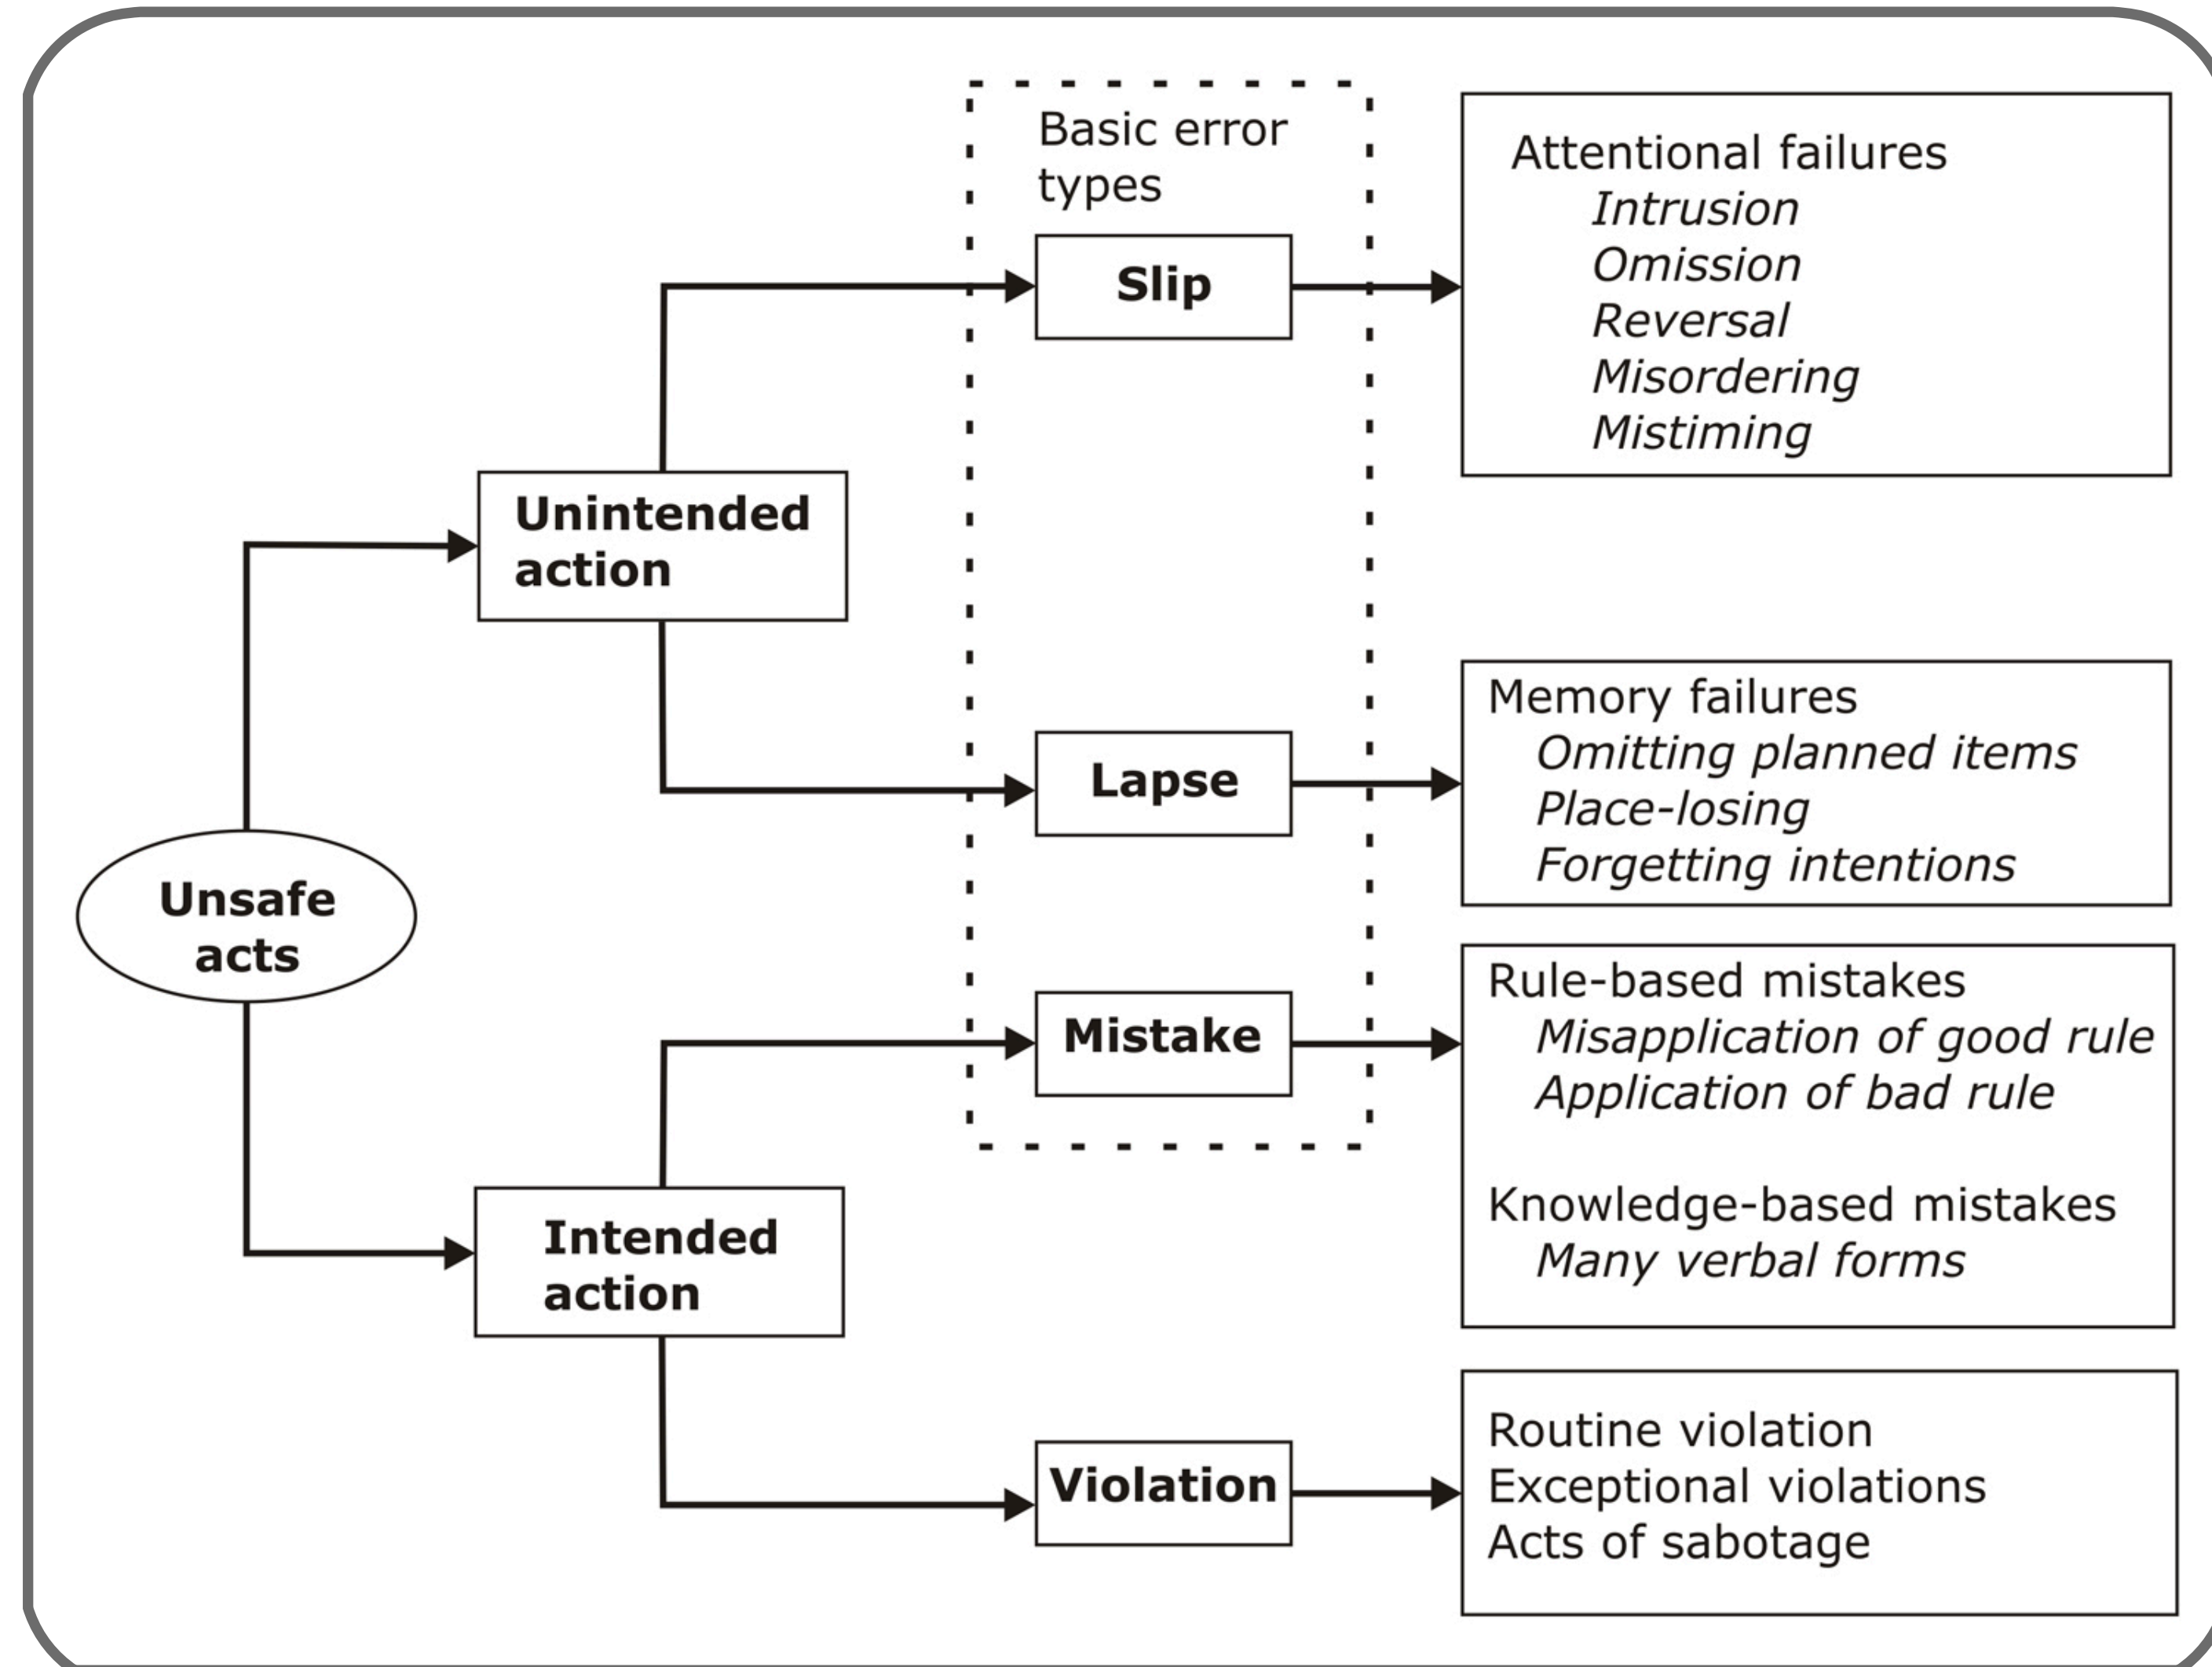 Basic error
types
Slip
Attentional failures
Intrusion
Omission
Reversal
Misordering
Mistiming
Unintended
action
Lapse
Memory failures
Omitting planned items
Place-losing
Forgetting intentions
Unsafe
acts
Mistake
Rule-based mistakes
Misapplication of good rule
Application of bad rule
Knowledge-based mistakes
Many verbal forms
Intended
action
Violation
Routine violation
Exceptional violations
Acts of sabotage